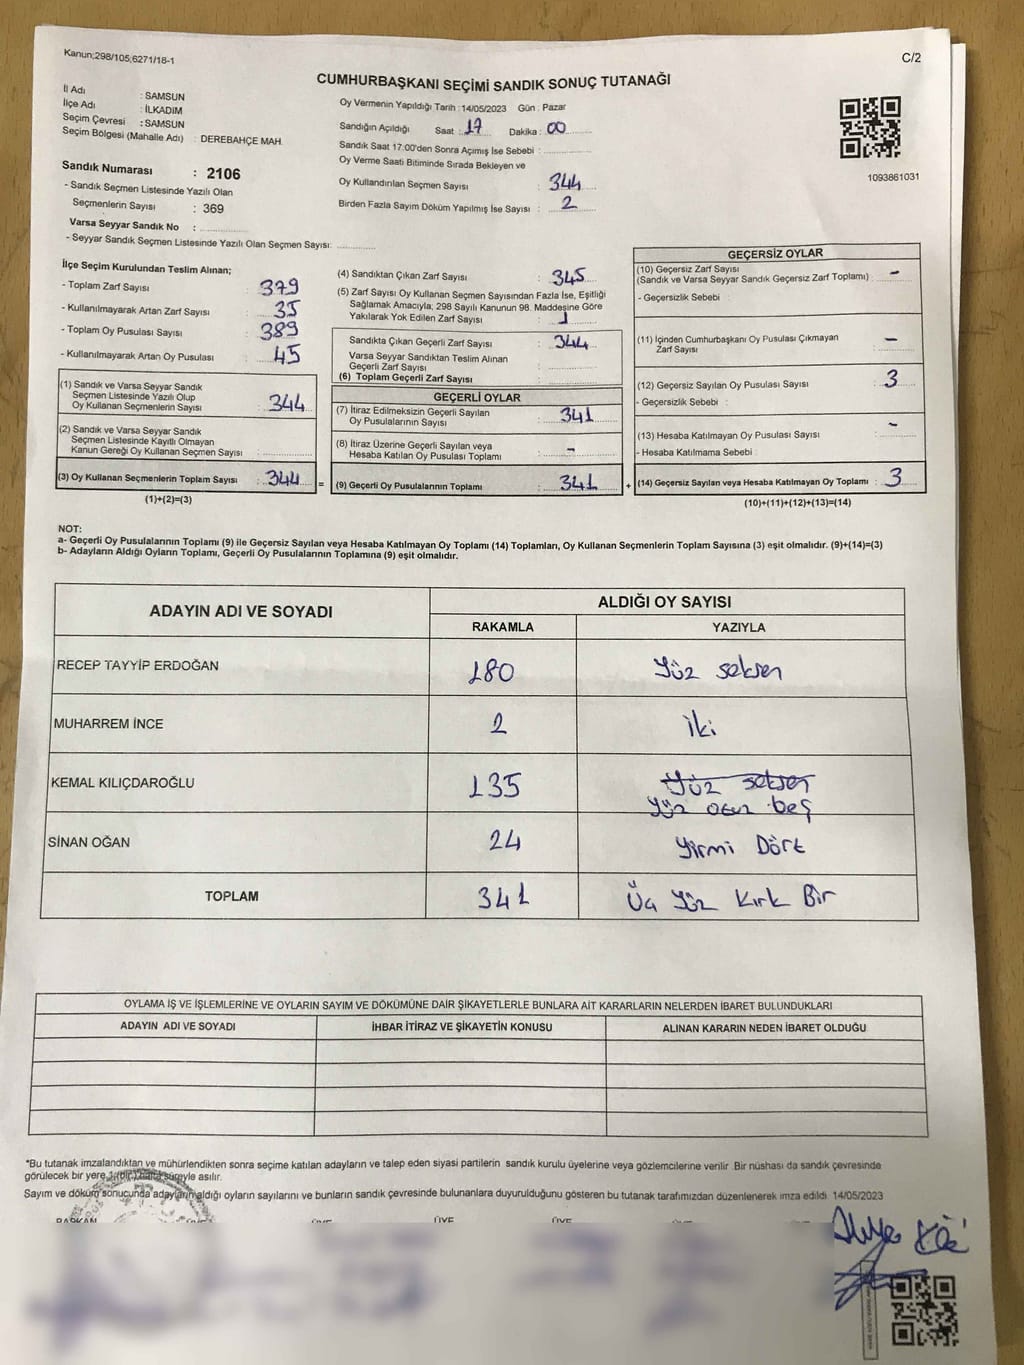 Kanun;298/105;6271/18-1
C/2
CUMHURBAŞKANI SEÇİMİ SANDIK SONUÇ TUTANAĞI
İl Adı : SAMSUN
İlçe Adı : İLKADIM
Seçim Çevresi : SAMSUN
Seçim Bölgesi (Mahalle Adı) : DEREBAHÇE MAH.
Sandık Numarası : 2106
- Sandık Seçmen Listesinde Yazılı Olan
Seçmenlerin Sayısı : 369
Varsa Seyyar Sandık No :
- Seyyar Sandık Seçmen Listesinde Yazılı Olan Seçmen Sayısı:
Oy Vermenin Yapıldığı Tarih :14/05/2023 Gün : Pazar
Sandığın Açıldığı Saat : 17 Dakika : 00
Sandık Saat 17:00'den Sonra Açımış İse Sebebi :
Oy Verme Saati Bitiminde Sırada Bekleyen ve
Oy Kullandırılan Seçmen Sayısı : 344
Birden Fazla Sayım Döküm Yapılmış İse Sayısı : 2
1093861031
İlçe Seçim Kurulundan Teslim Alınan;
- Toplam Zarf Sayısı : 379
- Kullanılmayarak Artan Zarf Sayısı : 35
- Toplam Oy Pusulası Sayısı : 389
- Kullanılmayarak Artan Oy Pusulası : 45
(1) Sandık ve Varsa Seyyar Sandık
Seçmen Listesinde Yazılı Olup
Oy Kullanan Seçmenlerin Sayısı : 344
(2) Sandık ve Varsa Seyyar Sandık
Seçmen Listesinde Kayıtlı Olmayan
Kanun Gereği Oy Kullanan Seçmen Sayısı :
(3) Oy Kullanan Seçmenlerin Toplam Sayısı : 344 =
(1)+(2)=(3)
(4) Sandıktan Çıkan Zarf Sayısı : 345
(5) Zarf Sayısı Oy Kullanan Seçmen Sayısından Fazla İse, Eşitliği
Sağlamak Amacıyla; 298 Sayılı Kanunun 98. Maddesine Göre
Yakılarak Yok Edilen Zarf Sayısı : 1
Sandıkta Çıkan Geçerli Zarf Sayısı : 344
Varsa Seyyar Sandıktan Teslim Alınan
Geçerli Zarf Sayısı :
(6) Toplam Geçerli Zarf Sayısı :
GEÇERLİ OYLAR
(7) İtiraz Edilmeksizin Geçerli Sayılan
Oy Pusulalarının Sayısı : 341
(8) İtiraz Üzerine Geçerli Sayılan veya
Hesaba Katılan Oy Pusulası Toplamı : -
(9) Geçerli Oy Pusulalarının Toplamı : 341 +
GEÇERSİZ OYLAR
(10) Geçersiz Zarf Sayısı
(Sandık ve Varsa Seyyar Sandık Geçersiz Zarf Toplamı) : -
- Geçersizlik Sebebi :
(11) İçinden Cumhurbaşkanı Oy Pusulası Çıkmayan
Zarf Sayısı : -
(12) Geçersiz Sayılan Oy Pusulası Sayısı : 3
- Geçersizlik Sebebi :
(13) Hesaba Katılmayan Oy Pusulası Sayısı : -
- Hesaba Katılmama Sebebi
(14) Geçersiz Sayılan veya Hesaba Katılmayan Oy Toplamı : 3
(10)+(11)+(12)+(13)=(14)
NOT:
a- Geçerli Oy Pusulalarının Toplamı (9) ile Geçersiz Sayılan veya Hesaba Katılmayan Oy Toplamı (14) Toplamları, Oy Kullanan Seçmenlerin Toplam Sayısına (3) eşit olmalıdır. (9)+(14)=(3)
b- Adayların Aldığı Oyların Toplamı, Geçerli Oy Pusulalarının Toplamına (9) eşit olmalıdır.
ADAYIN ADI VE SOYADI ALDIĞI OY SAYISI
RAKAMLA YAZIYLA
RECEP TAYYİP ERDOĞAN 180 Yüz seksen
MUHARREM İNCE 2 İki
KEMAL KILIÇDAROĞLU 135 Yüz seksen
Yüz otuz beş
SİNAN OĞAN 24 Yirmi Dört
TOPLAM 341 Üç Yüz Kırk Bir
OYLAMA İŞ VE İŞLEMLERİNE VE OYLARIN SAYIM VE DÖKÜMÜNE DAİR ŞİKAYETLERLE BUNLARA AİT KARARLARIN NELERDEN İBARET BULUNDUKLARI
ADAYIN ADI VE SOYADI İHBAR İTİRAZ VE ŞİKAYETİN KONUSU ALINAN KARARIN NEDEN İBARET OLDUĞU
*Bu tutanak imzalandıktan ve mühürlendikten sonra seçime katılan adayların ve talep eden siyasi partilerin sandık kurulu üyelerine veya gözlemcilerine verilir .Bir nüshası da sandık çevresinde
görülecek bir yere 1 (bir) hafta süreyle asılır.
Sayım ve döküm sonucunda adayların aldığı oyların sayılarını ve bunların sandık çevresinde bulunanlara duyurulduğunu gösteren bu tutanak tarafımızdan düzenlenerek imza edildi. 14/05/2023
BAŞKAN ÜYE ÜYE ÜYE ÜYE ÜYE